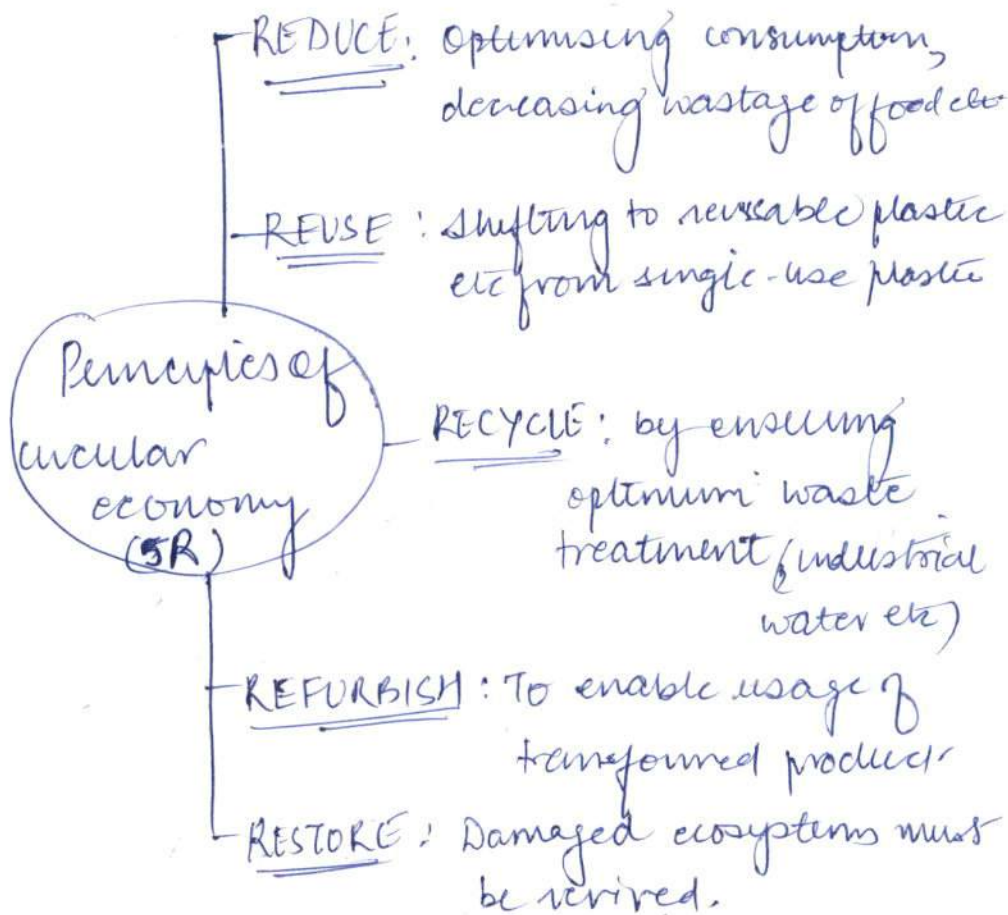 REDUCE: Optimising consumption,
decreasing wastage of food etc
REUSE: Shifting to reusable plastic
etc from single-use plastic
Principles of
circular
economy
(5R)
RECYCLE: by ensuring
optimum waste
treatment (industrial
water etc)
REFURBISH: To enable usage of
transformed product.
RESTORE: Damaged ecosystems must
be revived.